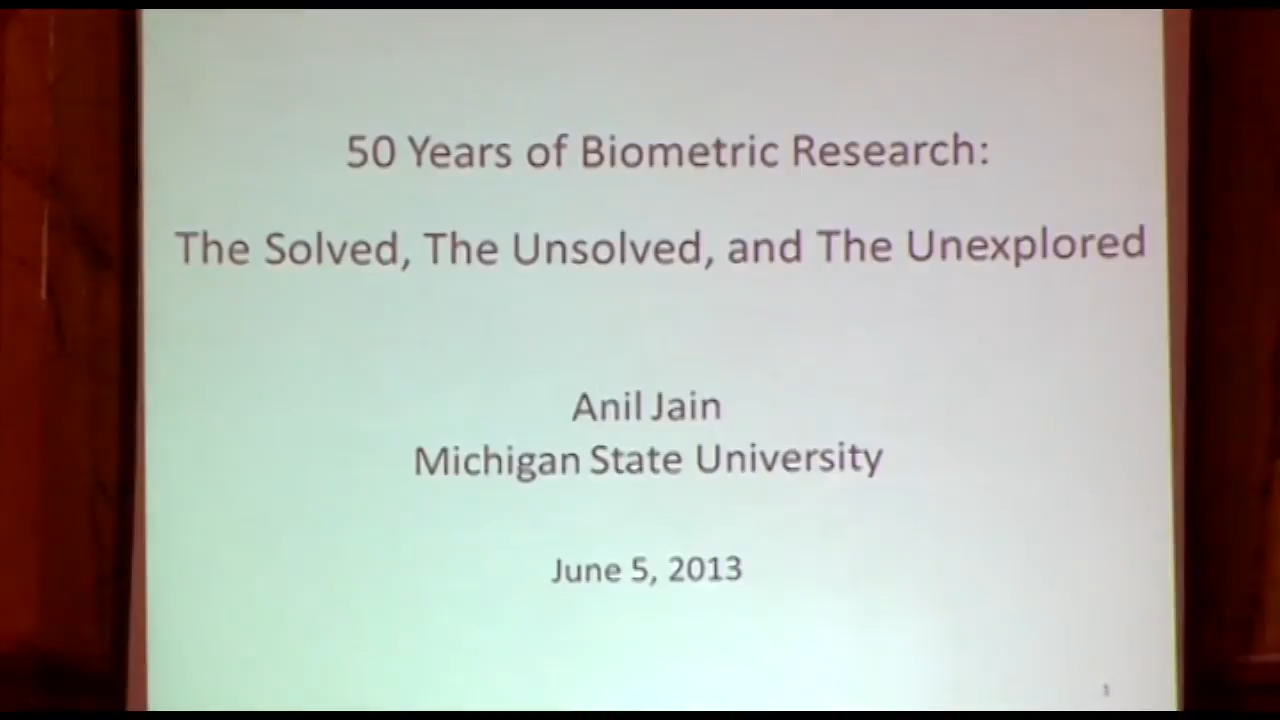 50 Years of Biometric Research:
The Solved, The Unsolved, and The Unexplored
Anil Jain
Michigan State University
June 5, 2013
1